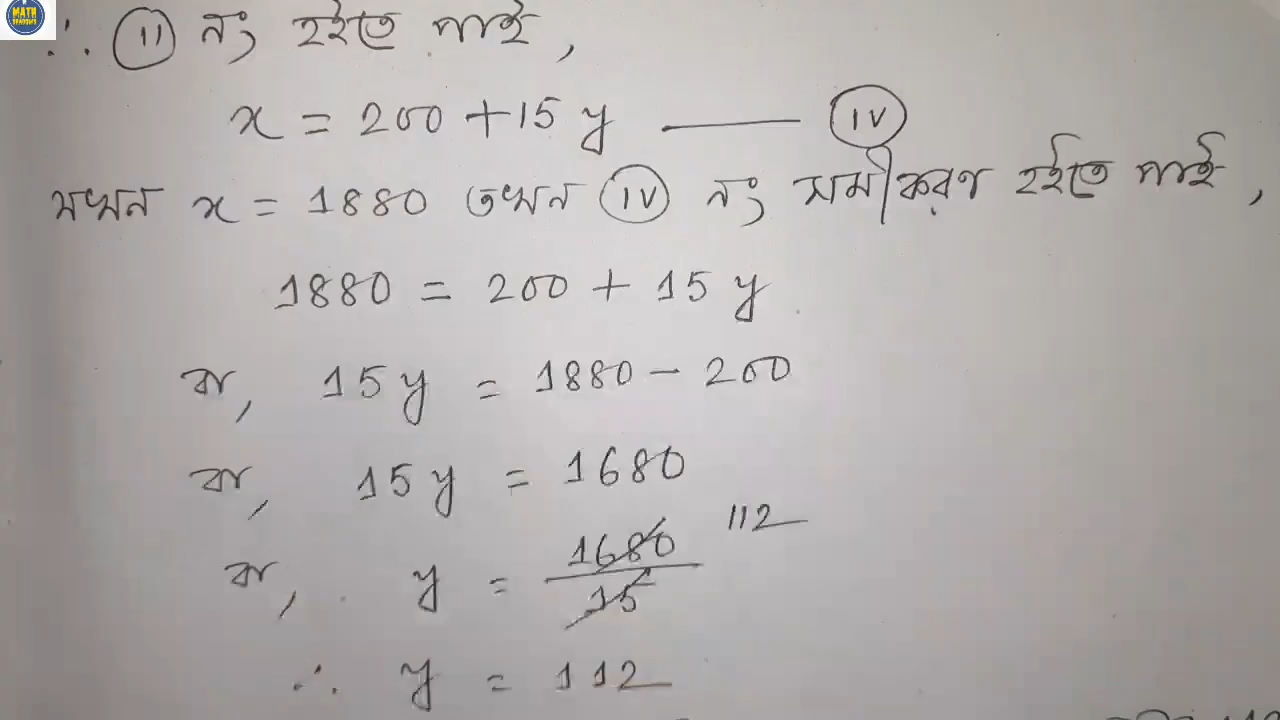 MATH
∴ (ii) নং হইতে পাই,
x = 200 + 15 y —— (iv)
যখন x = 1880 তখন (iv) নং সমীকরণ হইতে পাই,
1880 = 200 + 15 y
বা, 15 y = 1880 - 200
বা, 15 y = 1680
বা, y = 1680/15 112
∴ y = 112